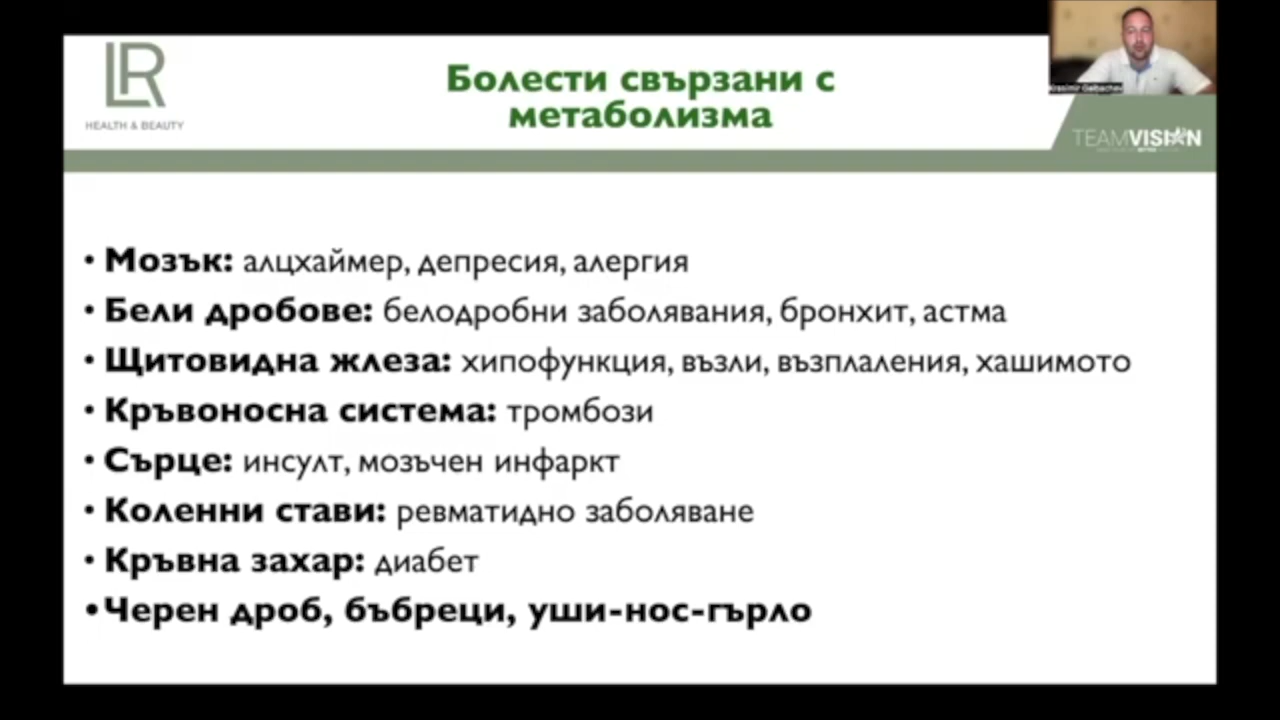 LR
HEALTH & BEAUTY
Болести свързани с
метаболизма
TEAMVISION
• Мозък: алцхаймер, депресия, алергия
• Бели дробове: белодробни заболявания, бронхит, астма
• Щитовидна жлеза: хипофункция, възли, възплаления, хашимото
• Кръвоносна система: тромбози
• Сърце: инсулт, мозъчен инфаркт
• Коленни стави: ревматидно заболяване
• Кръвна захар: диабет
• Черен дроб, бъбреци, уши-нос-гърло